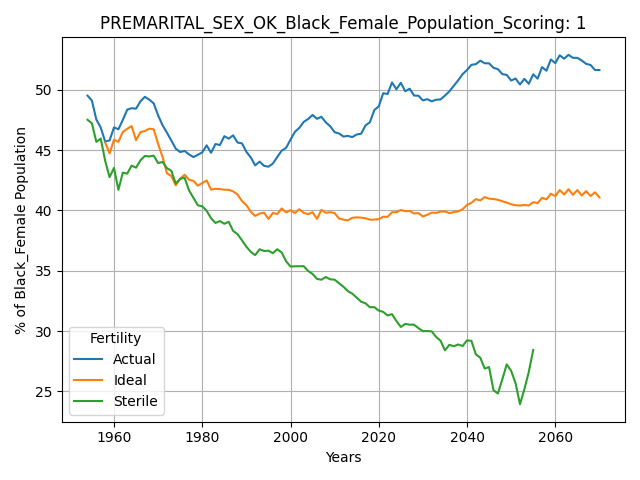 PREMARITAL_SEX_OK_Black_Female_Population_Scoring: 1
% of Black_Female Population
50
45
40
35
30
25
Fertility
Actual
Ideal
Sterile
1960 1980 2000 2020 2040 2060
Years